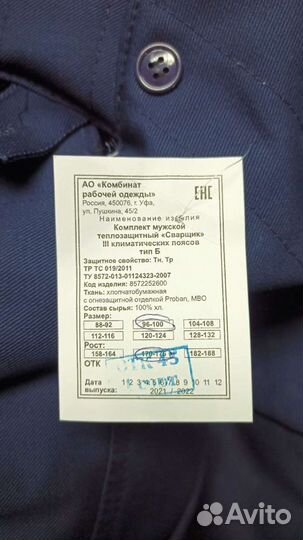 АО «Комбинат
рабочей одежды»
Россия, 450076, г. Уфа,
ул. Пушкина, 45/2
ЕАС
Наименование изделия
Комплект мужской
теплозащитный «Сварщик»
III климатических поясов
тип Б
Защитное свойство: Тн. Тр
ТР ТС 019/2011
ТУ 8572-013-01124323-2007
Код изделия: 8572252600
Ткань: хлопчатобумажная
с огнезащитной отделкой Proban, МВО
Состав сырья: 100% хл.
Размер:
88-92 96-100 104-108
112-116 120-124 128-132
Рост:
158-164 170-176 182-188
ОТК ОТК 45
Дата 1 2 3 4 5 6 7 8 9 10 11 12
выпуска: 2021 / 2022
Avito